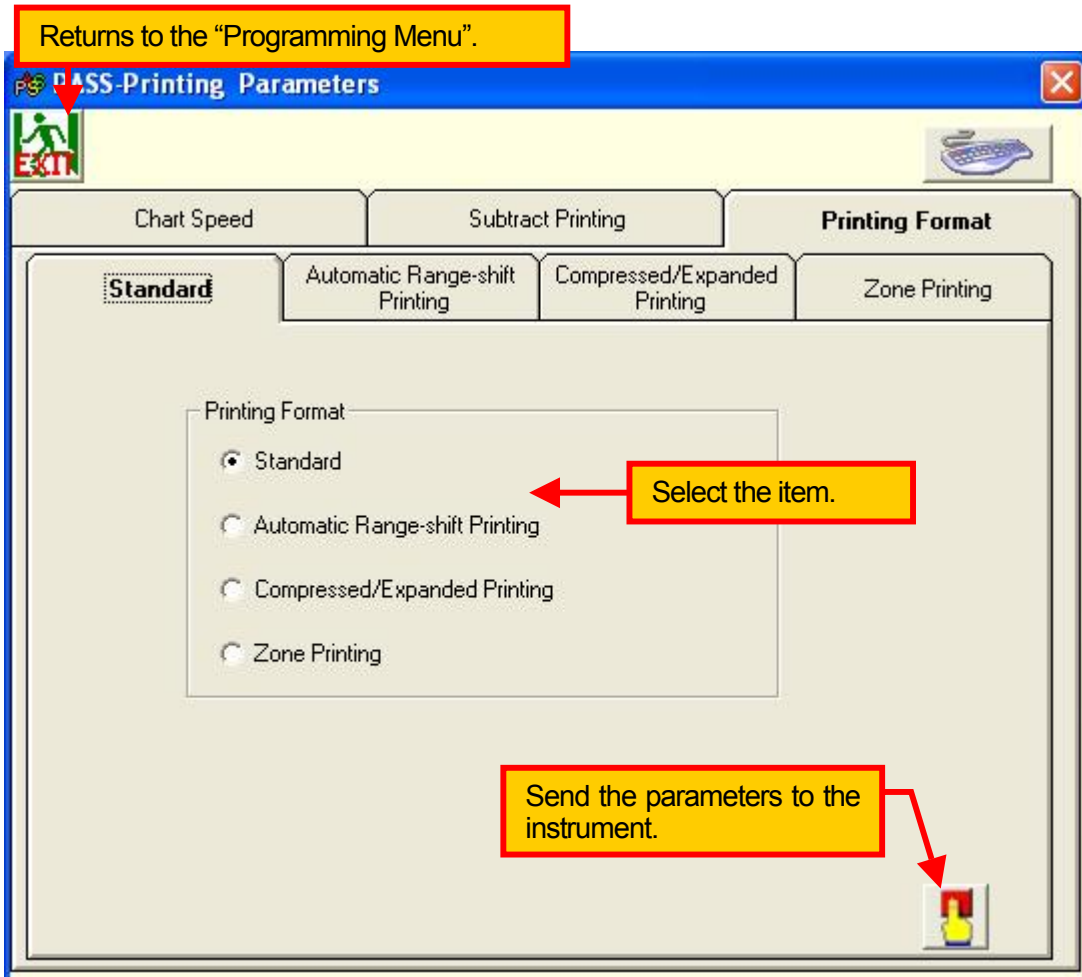 Returns to the “Programming Menu”.
PASS-Printing Parameters
EXIT
Chart Speed
Subtract Printing
Printing Format
Standard
Automatic Range-shift
Printing
Compressed/Expanded
Printing
Zone Printing
Printing Format
Standard
Select the item.
Automatic Range-shift Printing
Compressed/Expanded Printing
Zone Printing
Send the parameters to the
instrument.